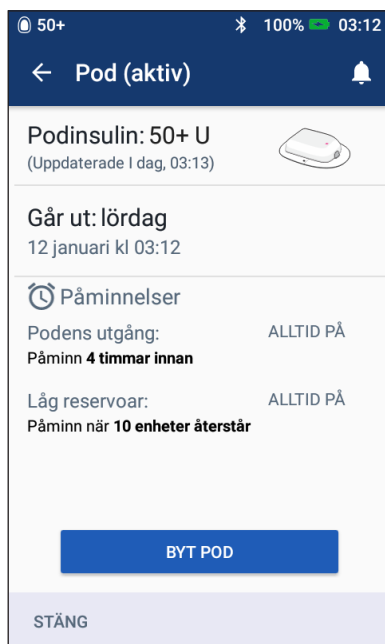 50+ 100% 03:12
Pod (aktiv)
Podinsulin: 50+ U
(Uppdaterade I dag, 03:13)
Går ut: lördag
12 januari kl 03:12
Påminnelser
Podens utgång: ALLTID PÅ
Påminn 4 timmar innan
Låg reservoar: ALLTID PÅ
Påminn när 10 enheter återstår
BYT POD
STÄNG